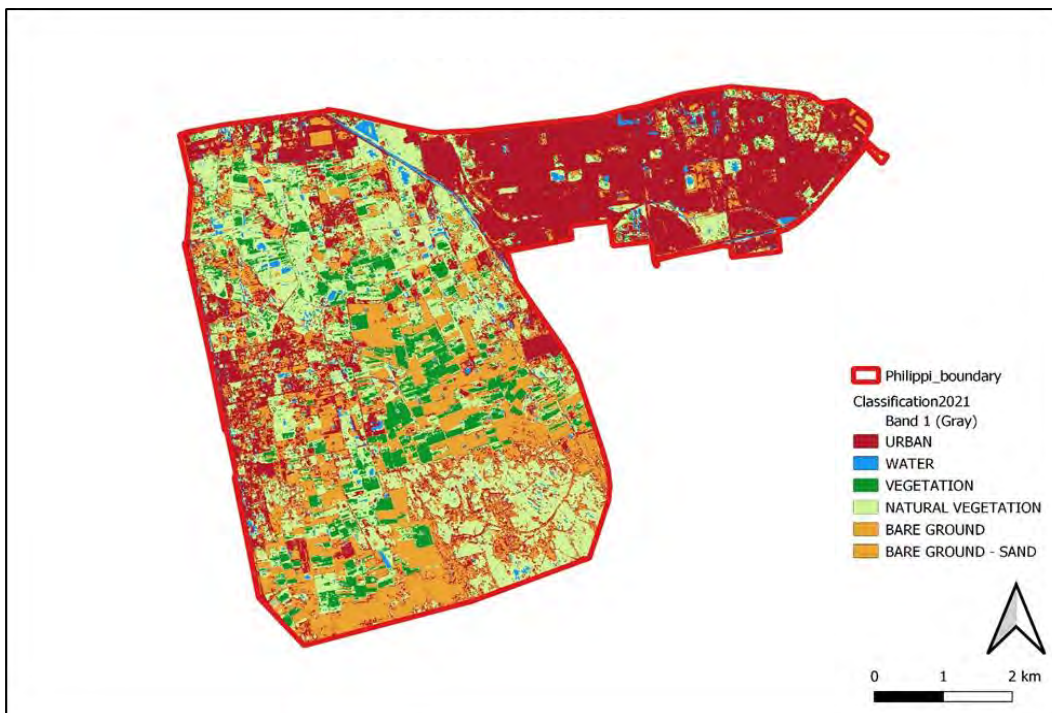 Philippi_boundary
Classification2021
Band 1 (Gray)
URBAN
WATER
VEGETATION
NATURAL VEGETATION
BARE GROUND
BARE GROUND - SAND
0 1 2 km